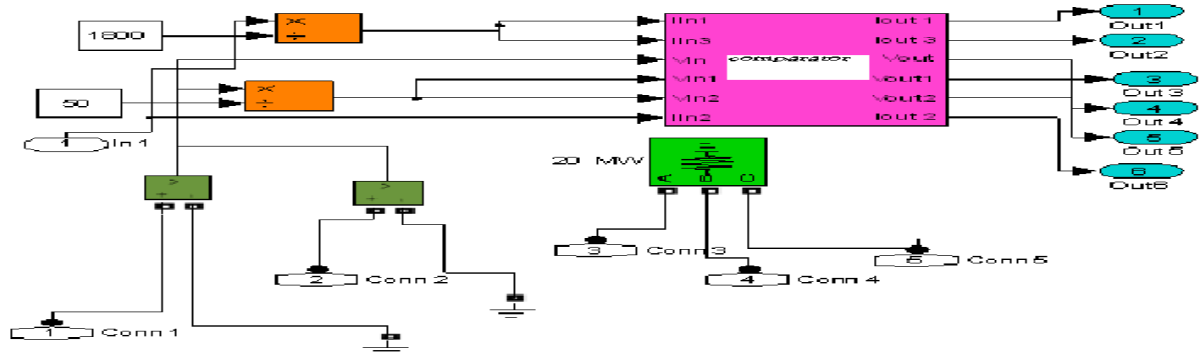 1800
×
÷
50
×
÷
1
In 1
IIn1
IIn3
VIn
VIn1
VIn2
IIn2
comparator
Iout 1
Iout 3
Vout
Vout1
Vout2
Iout 2
1
Out1
2
Out2
3
Out 3
4
Out 4
5
Out 5
6
Out6
20 MW
A
B
C
+
-
+
-
3
Conn 3
5
Conn 5
2
Conn 2
4
Conn 4
1
Conn 1